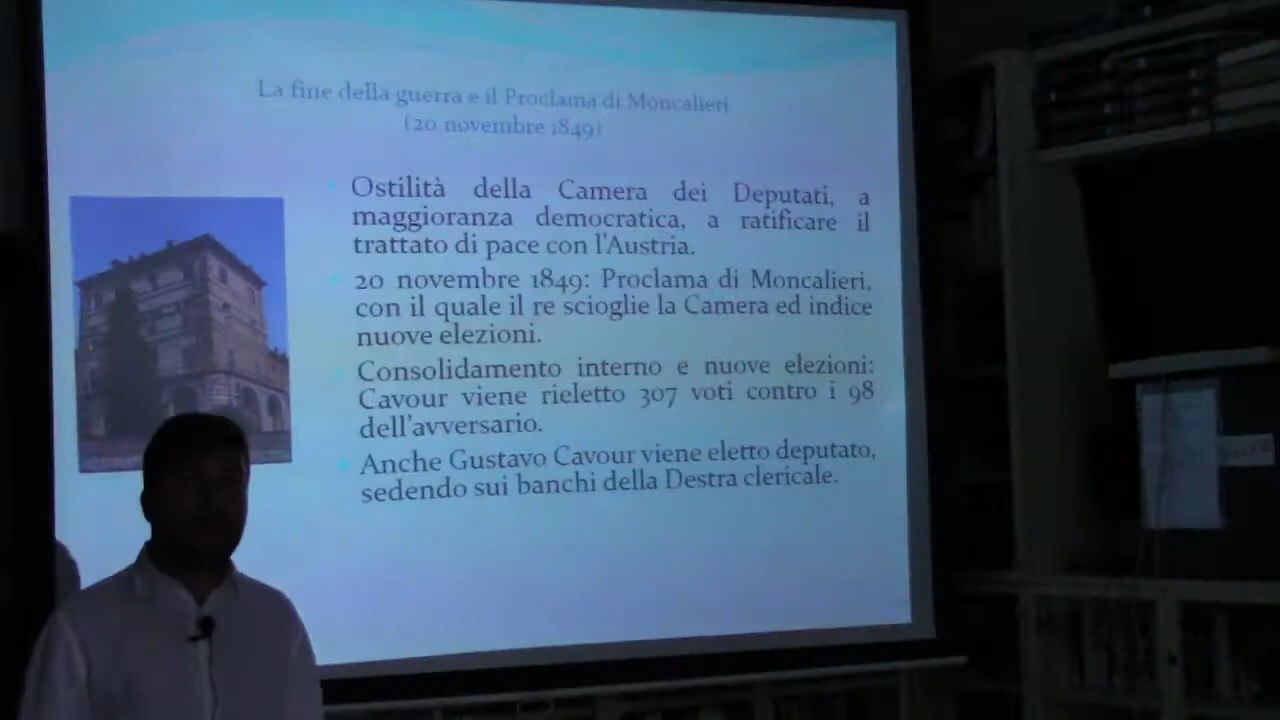 La fine della guerra e il Proclama di Moncalieri
(20 novembre 1849)
Ostilità della Camera dei Deputati, a
maggioranza democratica, a ratificare il
trattato di pace con l'Austria.
20 novembre 1849: Proclama di Moncalieri,
con il quale il re scioglie la Camera ed indice
nuove elezioni.
Consolidamento interno e nuove elezioni:
Cavour viene rieletto 307 voti contro i 98
dell'avversario.
Anche Gustavo Cavour viene eletto deputato,
sedendo sui banchi della Destra clericale.